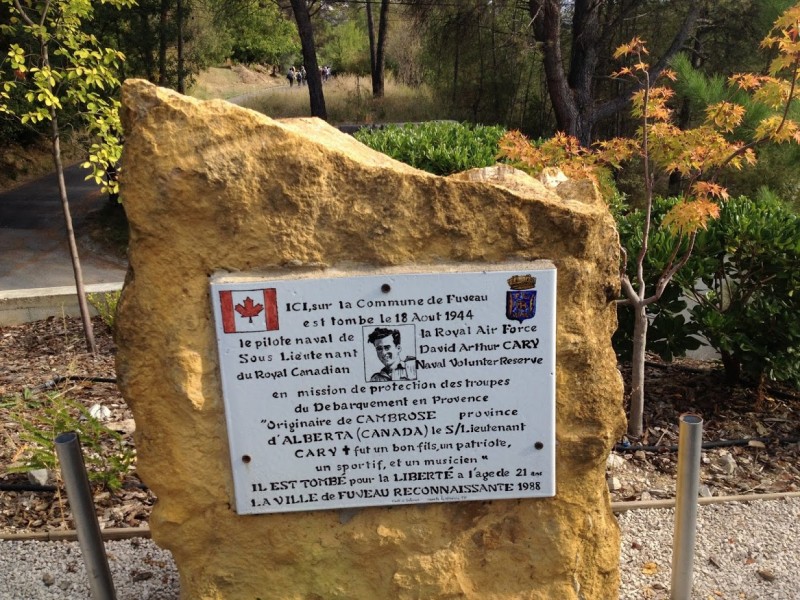 ICI, sur la Commune de Fuveau
est tombe le 18 Aout 1944
le pilote naval de la Royal Air Force
Sous Lieutenant David Arthur CARY
du Royal Canadian Naval Volunter Reserve
en mission de protection des troupes
du Debarquement en Provence
"Originaire de CAMBROSE province
d'ALBERTA (CANADA) le S/Lieutenant
CARY ✝ fut un bon fils, un patriote,
un sportif, et un musicien"
IL EST TOMBÉ pour la LIBERTÉ a l'age de 21 ans
LA VILLE de FUVEAU RECONNAISSANTE 1988